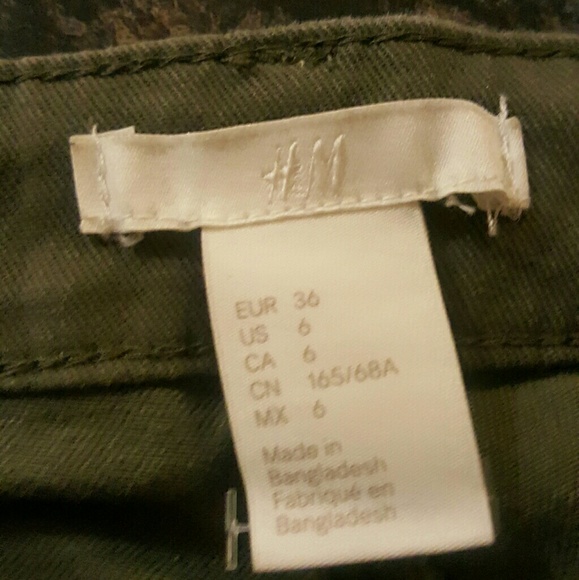 H&M
EUR 36
US 6
CA 6
CN 165/68A
MX 6
Made in
Bangladesh
Fabriqué en
Bangladesh